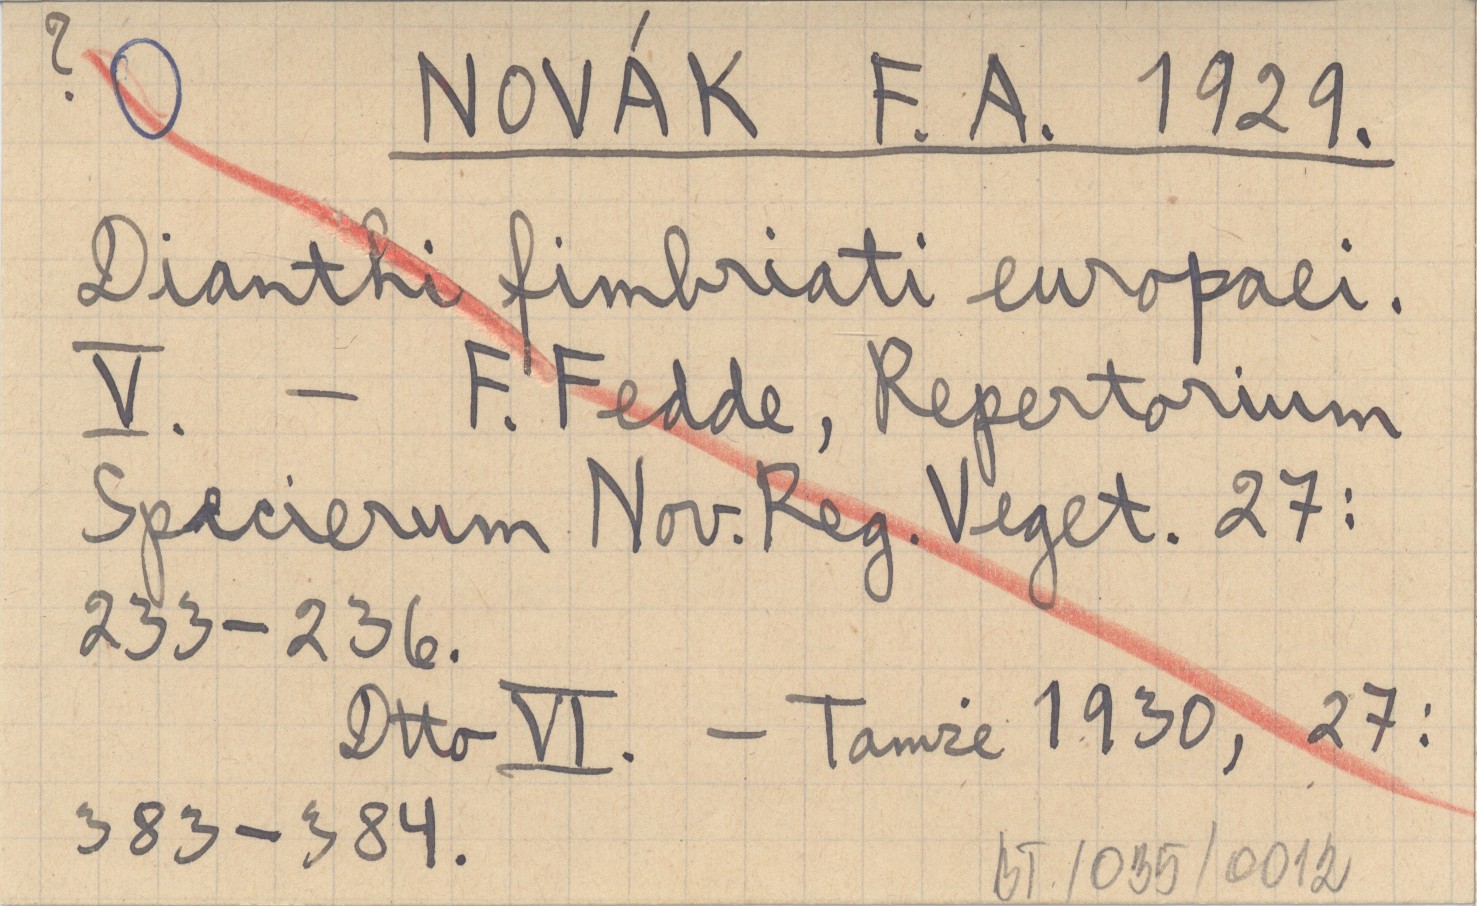 ?
NOVÁK F. A. 1929.
Dianthi fimbriati europaei.
V. – F. Fedde, Repertorium
Specierum Nov. Reg. Veget. 27:
233–236.
Dtto VI. – Tamże 1930, 27:
383–384.
BT./035/0012